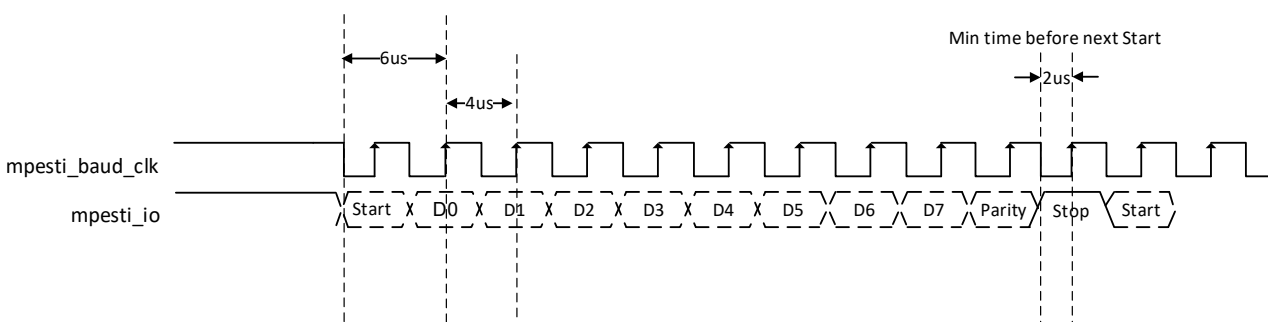 Min time before next Start
6us
2us
4us
mpesti_baud_clk
mpesti_io
Start X D0 X D1 X D2 X D3 X D4 X D5 D6 D7 Parity Stop Start